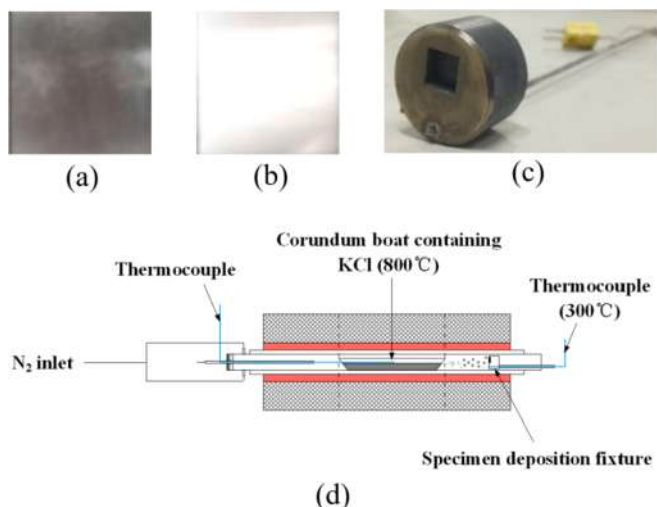 (a)
(b)
(c)
Corundum boat containing
KCl (800℃)
Thermocouple
Thermocouple
(300℃)
N₂ inlet
Specimen deposition fixture
(d)